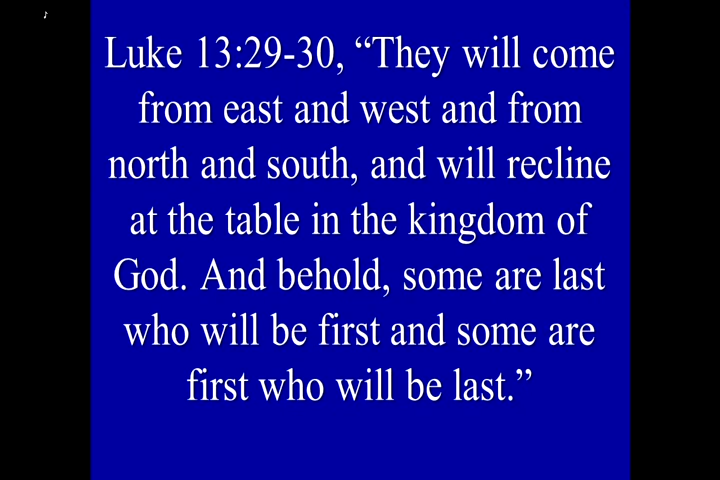 ♪
Luke 13:29-30, “They will come
from east and west and from
north and south, and will recline
at the table in the kingdom of
God. And behold, some are last
who will be first and some are
first who will be last.”